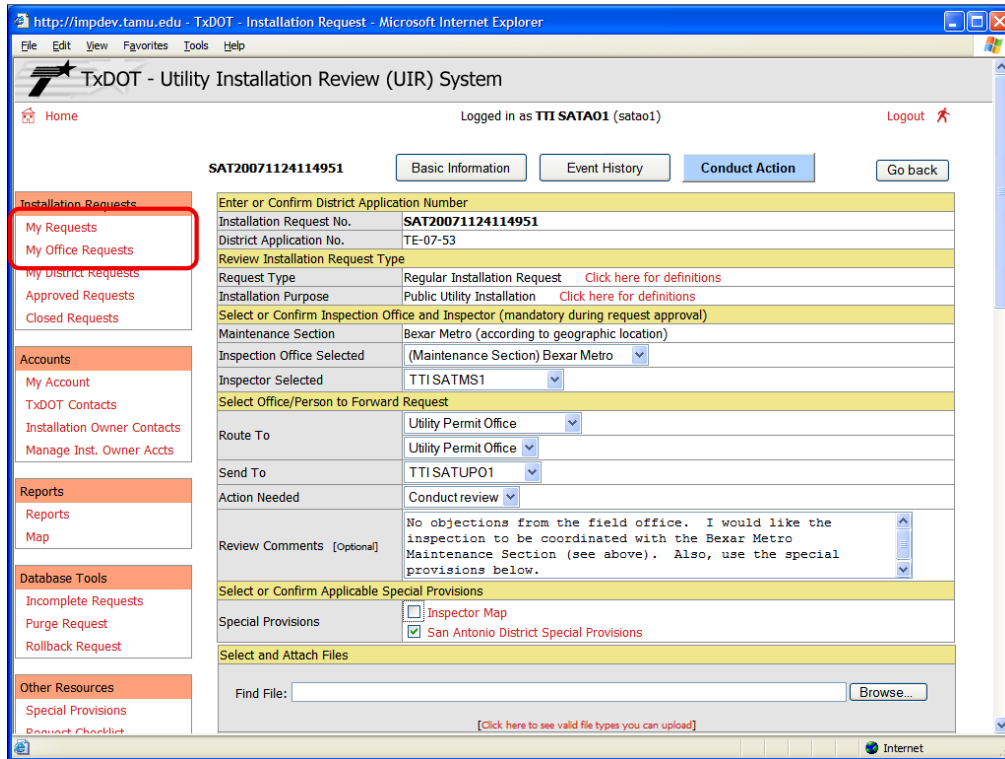 http://impdev.tamu.edu - TxDOT - Installation Request - Microsoft Internet Explorer
File Edit View Favorites Tools Help
TxDOT - Utility Installation Review (UIR) System
Home
Logged in as TTI SATAO1 (satao1)
Logout
SAT20071124114951
Basic Information
Event History
Conduct Action
Go back
Installation Requests
My Requests
My Office Requests
My District Requests
Approved Requests
Closed Requests
Accounts
My Account
TxDOT Contacts
Installation Owner Contacts
Manage Inst. Owner Accts
Reports
Reports
Map
Database Tools
Incomplete Requests
Purge Request
Rollback Request
Other Resources
Special Provisions
Request Checklist
Enter or Confirm District Application Number
Installation Request No. SAT20071124114951
District Application No. TE-07-53
Review Installation Request Type
Request Type Regular Installation Request Click here for definitions
Installation Purpose Public Utility Installation Click here for definitions
Select or Confirm Inspection Office and Inspector (mandatory during request approval)
Maintenance Section Bexar Metro (according to geographic location)
Inspection Office Selected (Maintenance Section) Bexar Metro
Inspector Selected TTI SATMS1
Select Office/Person to Forward Request
Route To
Utility Permit Office
Utility Permit Office
Send To TTI SATUPO1
Action Needed Conduct review
Review Comments [Optional]
No objections from the field office. I would like the
inspection to be coordinated with the Bexar Metro
Maintenance Section (see above). Also, use the special
provisions below.
Select or Confirm Applicable Special Provisions
Special Provisions
Inspector Map
San Antonio District Special Provisions
Select and Attach Files
Find File:
Browse...
[Click here to see valid file types you can upload]
Internet